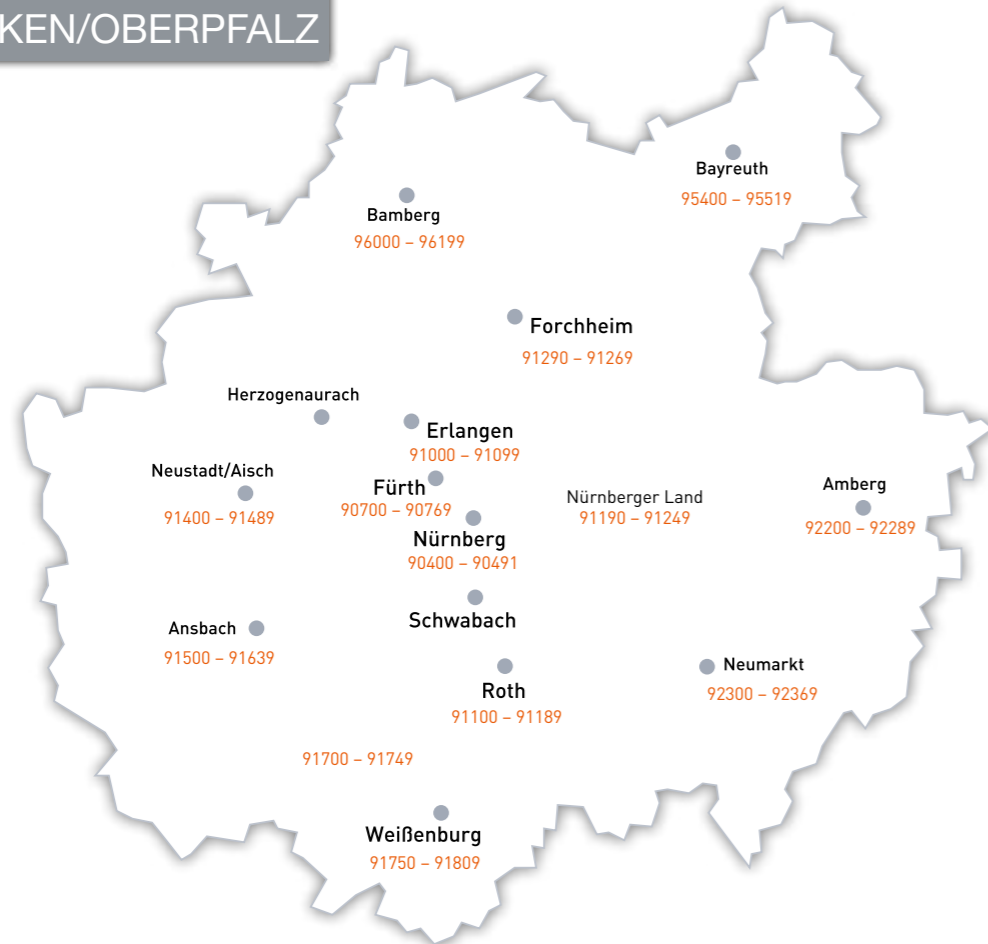 KEN/OBERPFALZ
Bayreuth
95400 – 95519
Bamberg
96000 – 96199
Forchheim
91290 – 91269
Herzogenaurach
Erlangen
91000 – 91099
Neustadt/Aisch
91400 – 91489
Fürth
90700 – 90769
Nürnberger Land
91190 – 91249
Amberg
92200 – 92289
Nürnberg
90400 – 90491
Schwabach
Ansbach
91500 – 91639
Roth
91100 – 91189
Neumarkt
92300 – 92369
91700 – 91749
Weißenburg
91750 – 91809